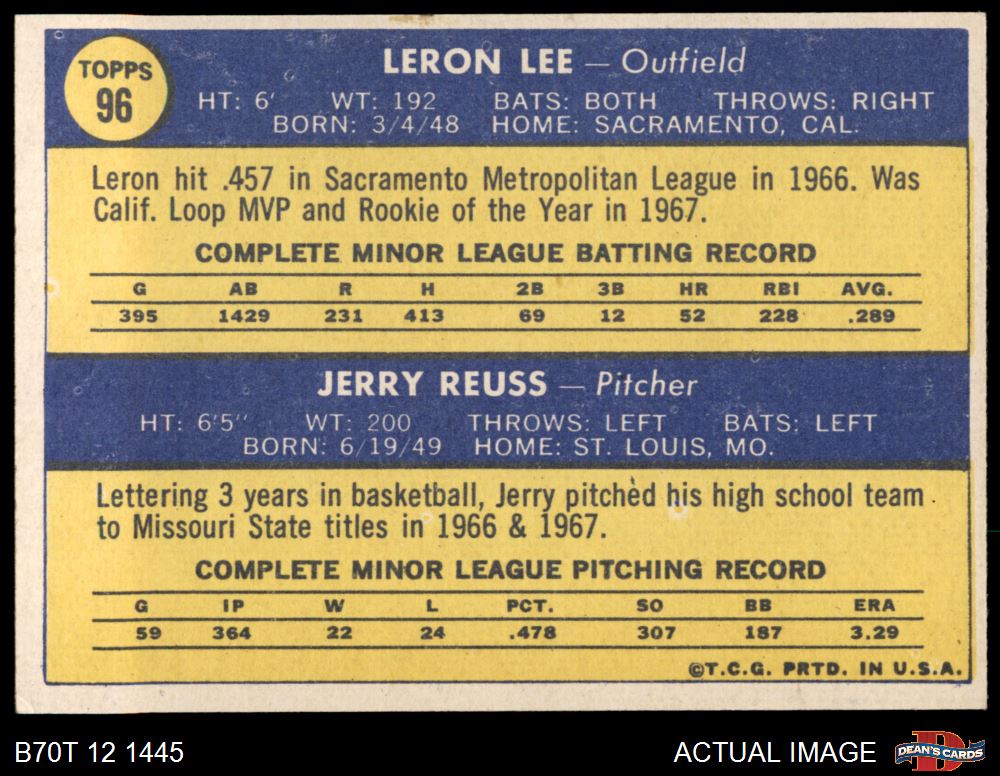 TOPPS
96
LERON LEE — Outfield
HT: 6' WT: 192 BATS: BOTH THROWS: RIGHT
BORN: 3/4/48 HOME: SACRAMENTO, CAL.
Leron hit .457 in Sacramento Metropolitan League in 1966. Was
Calif. Loop MVP and Rookie of the Year in 1967.
COMPLETE MINOR LEAGUE BATTING RECORD
G AB R H 2B 3B HR RBI AVG.
395 1429 231 413 69 12 52 228 .289
JERRY REUSS — Pitcher
HT: 6'5" WT: 200 THROWS: LEFT BATS: LEFT
BORN: 6/19/49 HOME: ST. LOUIS, MO.
Lettering 3 years in basketball, Jerry pitched his high school team
to Missouri State titles in 1966 & 1967.
COMPLETE MINOR LEAGUE PITCHING RECORD
G IP W L PCT. SO BB ERA
59 364 22 24 .478 307 187 3.29
©T.C.G. PRTD. IN U.S.A.
B70T 12 1445 ACTUAL IMAGE DEAN'S CARDS